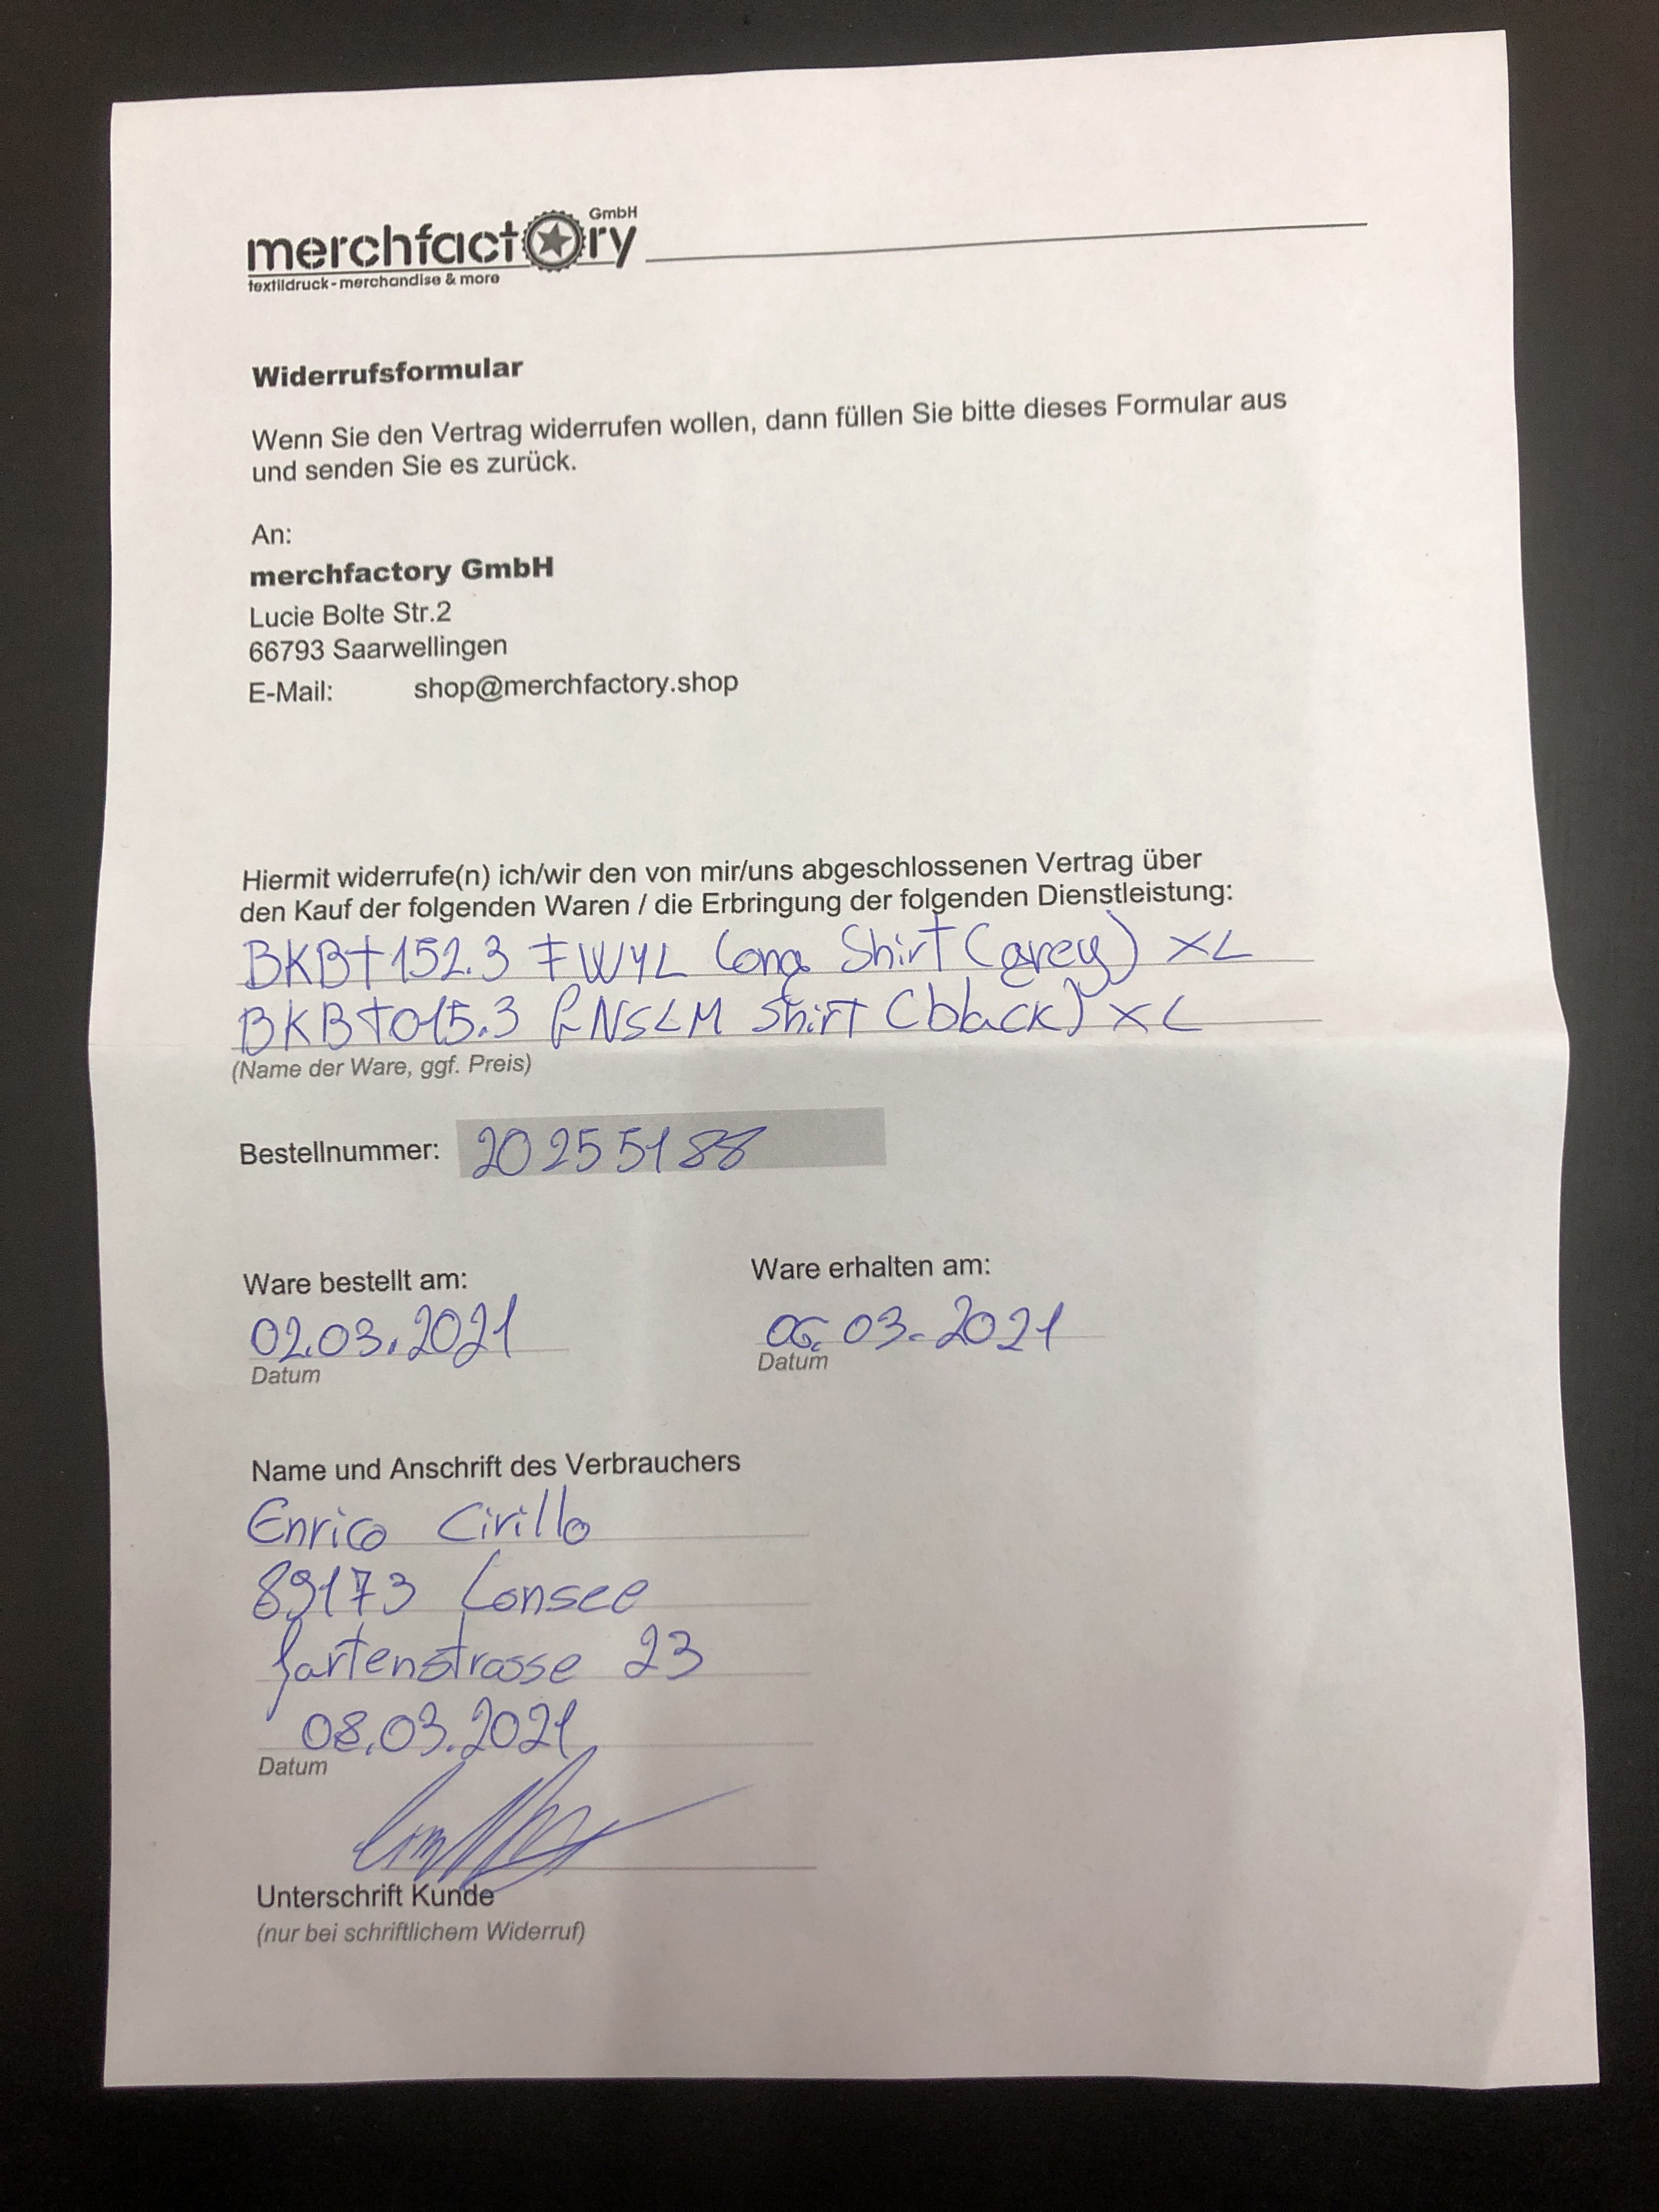 merchfactory GmbH
textildruck - merchandise & more
Widerrufsformular
Wenn Sie den Vertrag widerrufen wollen, dann füllen Sie bitte dieses Formular aus
und senden Sie es zurück.
An:
merchfactory GmbH
Lucie Bolte Str.2
66793 Saarwellingen
E-Mail: shop@merchfactory.shop
Hiermit widerrufe(n) ich/wir den von mir/uns abgeschlossenen Vertrag über
den Kauf der folgenden Waren / die Erbringung der folgenden Dienstleistung:
BKBT152.3 FWYL Long Shirt (grey) XL
BKBT015.3 GNSLM Shirt (black) XL
(Name der Ware, ggf. Preis)
Bestellnummer: 20255188
Ware bestellt am: Ware erhalten am:
02.03.2021 06.03.2021
Datum Datum
Name und Anschrift des Verbrauchers
Enrico Cirillo
89173 Lonsee
Gartenstrasse 23
08.03.2021
Datum
Unterschrift Kunde
(nur bei schriftlichem Widerruf)